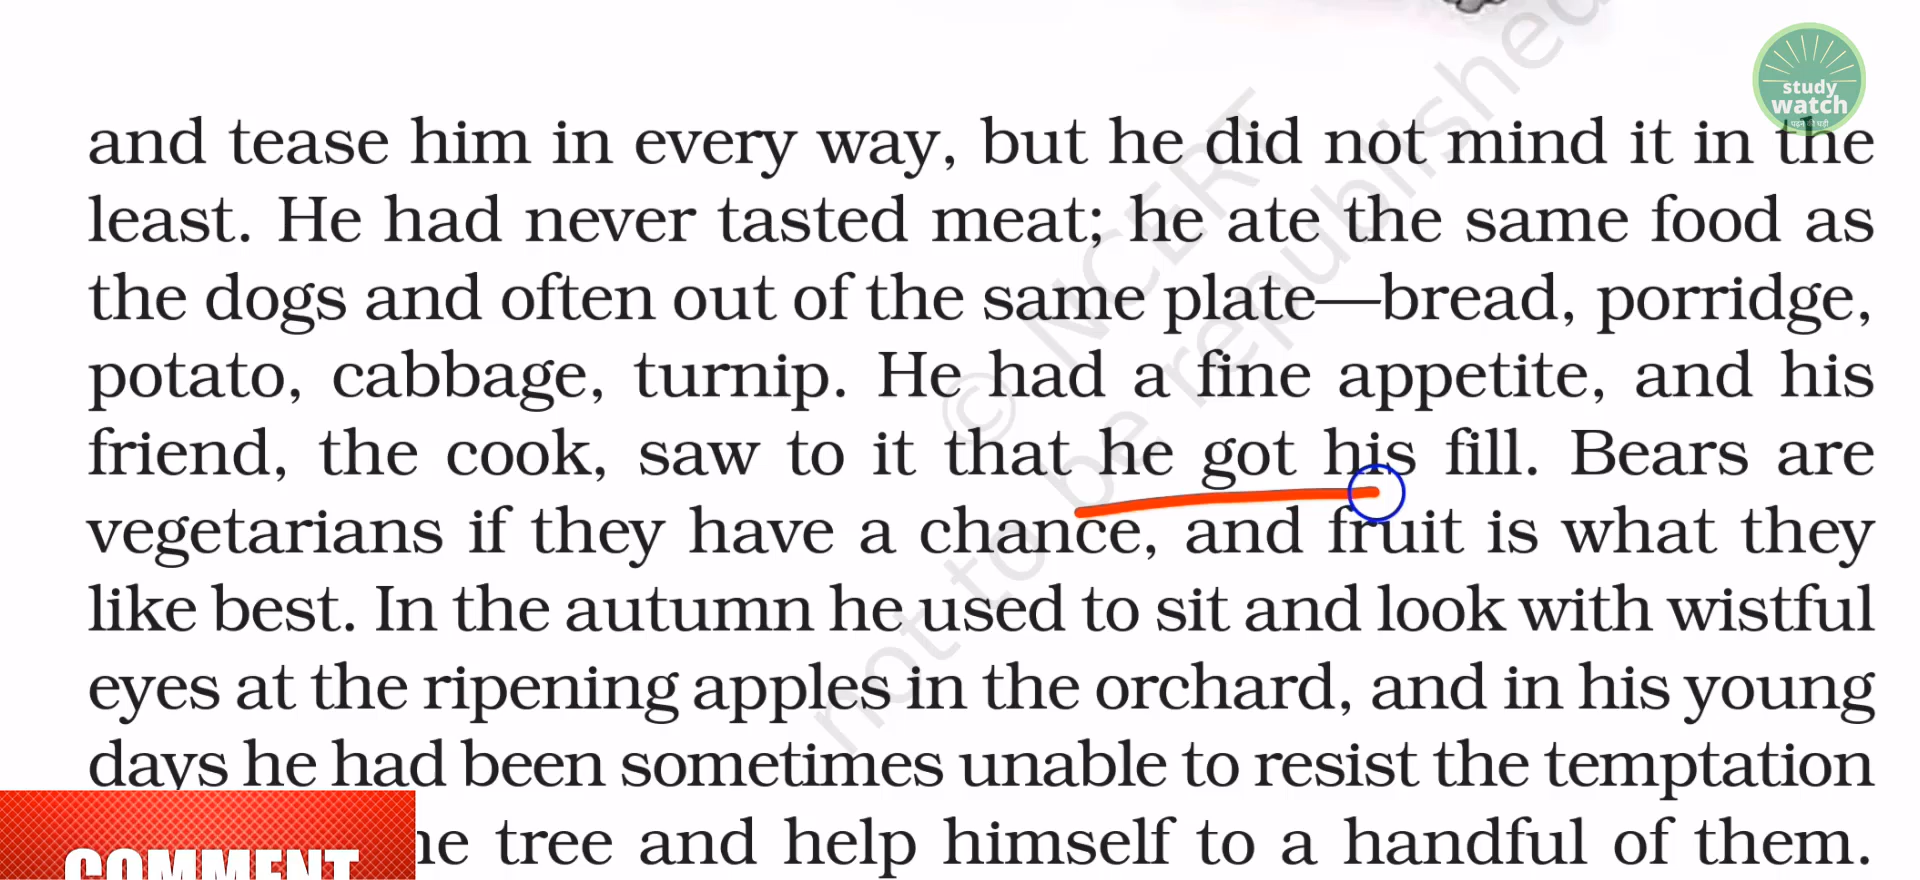 study
watch
and tease him in every way, but he did not mind it in the
least. He had never tasted meat; he ate the same food as
the dogs and often out of the same plate—bread, porridge,
potato, cabbage, turnip. He had a fine appetite, and his
friend, the cook, saw to it that he got his fill. Bears are
vegetarians if they have a chance, and fruit is what they
like best. In the autumn he used to sit and look with wistful
eyes at the ripening apples in the orchard, and in his young
days he had been sometimes unable to resist the temptation
tree and help himself to a handful of them.
COMMENT
© NCERT
not to be republished